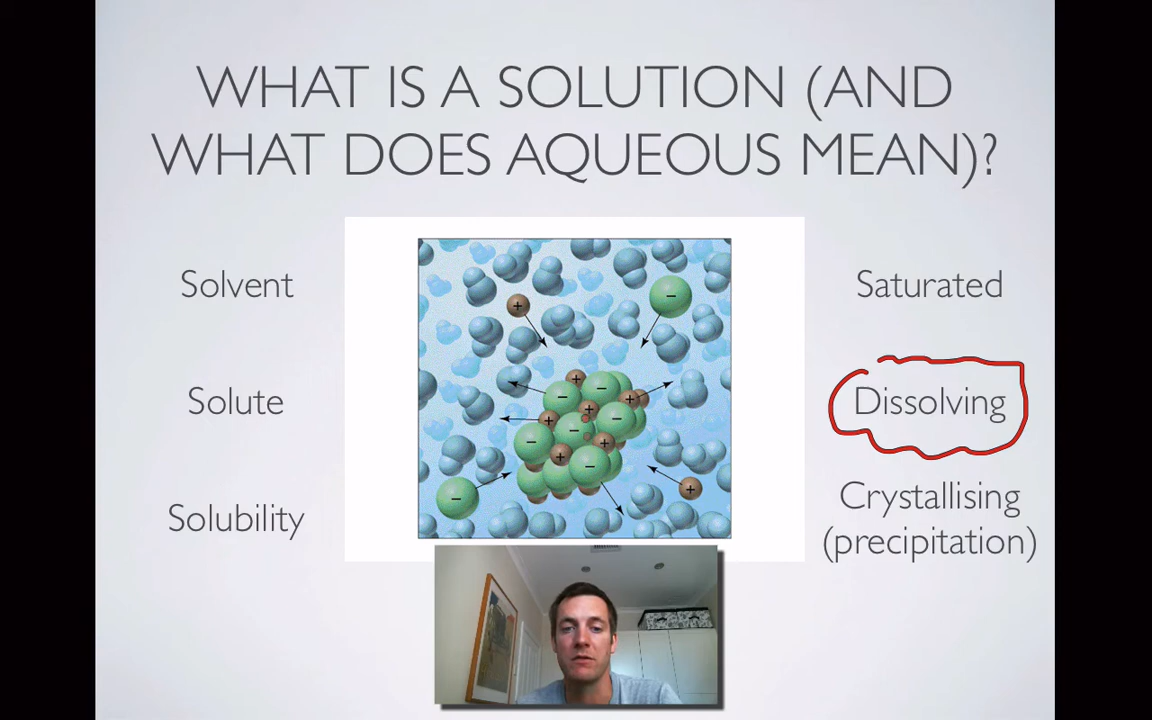 WHAT IS A SOLUTION (AND
WHAT DOES AQUEOUS MEAN)?
Solvent
Saturated
Solute
Dissolving
Solubility
Crystallising
(precipitation)